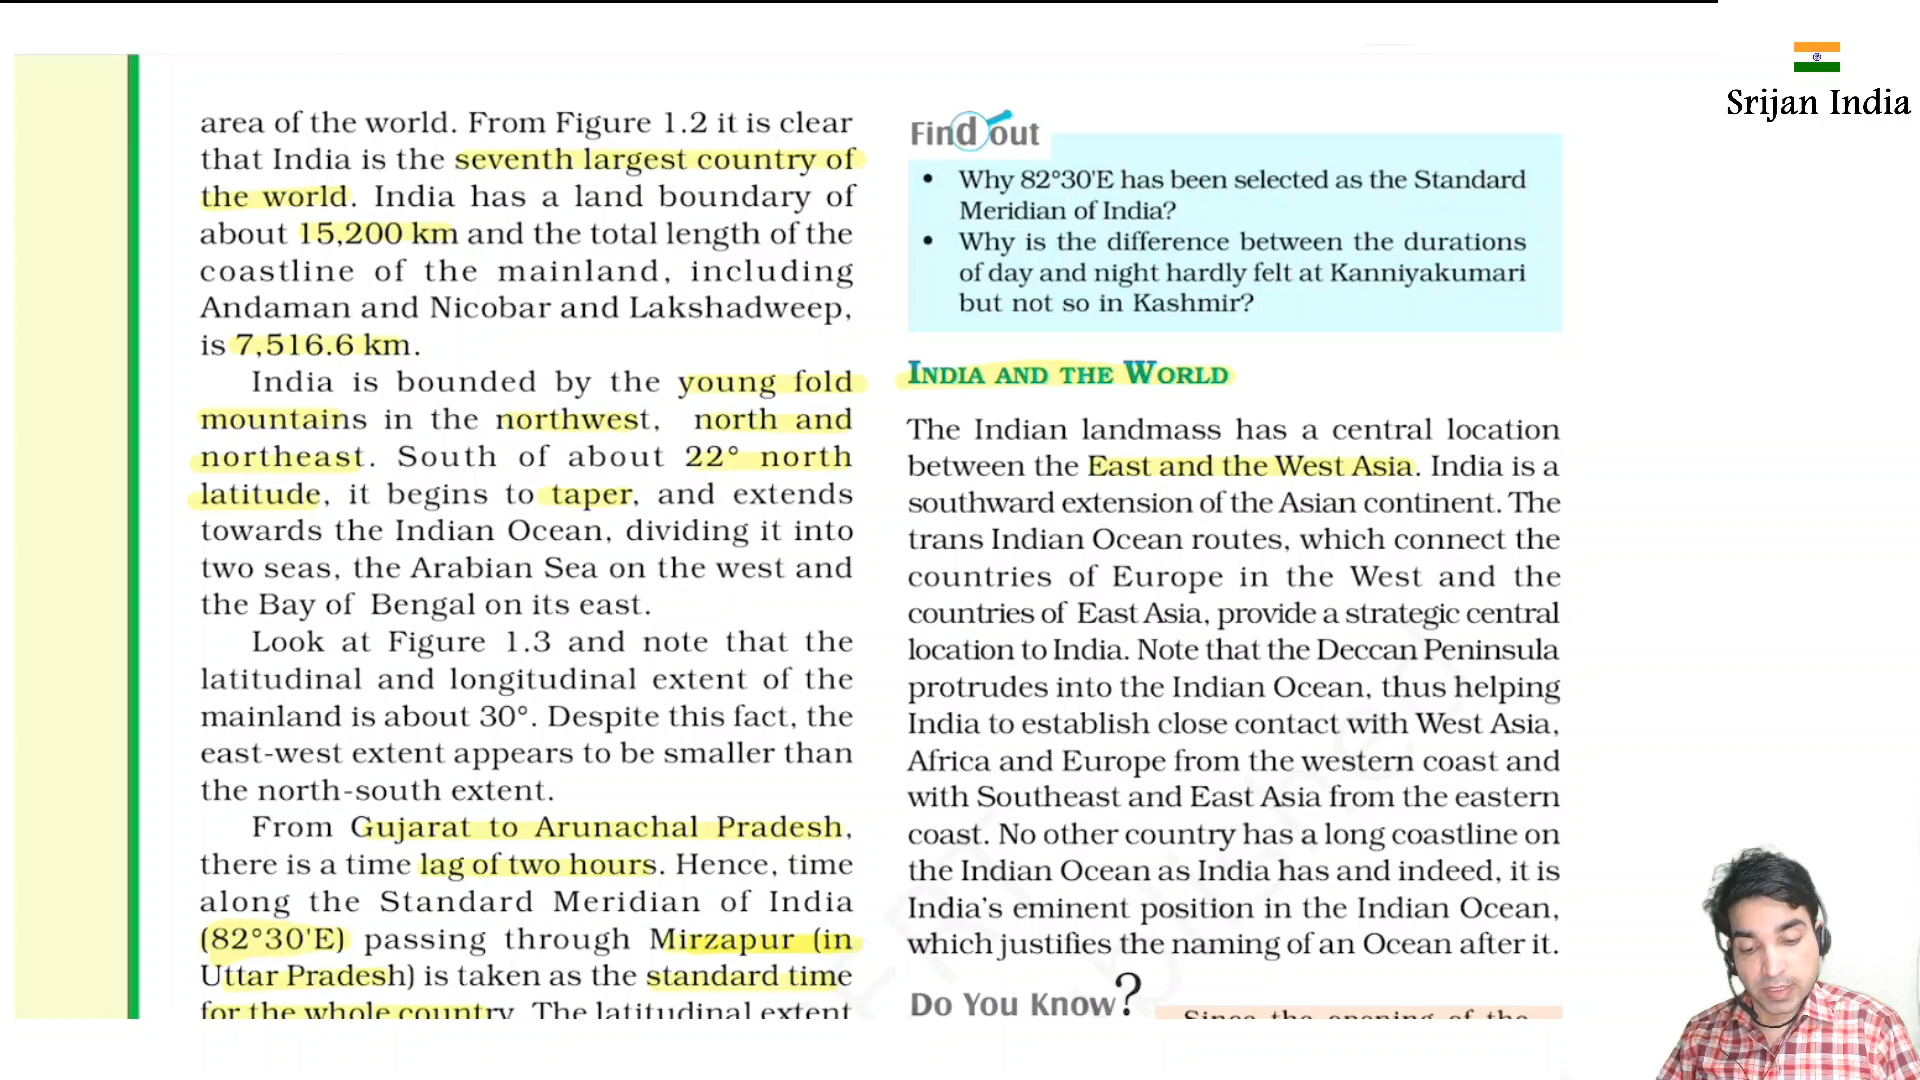 Srijan India
area of the world. From Figure 1.2 it is clear
that India is the seventh largest country of
the world. India has a land boundary of
about 15,200 km and the total length of the
coastline of the mainland, including
Andaman and Nicobar and Lakshadweep,
is 7,516.6 km.
India is bounded by the young fold
mountains in the northwest, north and
northeast. South of about 22° north
latitude, it begins to taper, and extends
towards the Indian Ocean, dividing it into
two seas, the Arabian Sea on the west and
the Bay of Bengal on its east.
Look at Figure 1.3 and note that the
latitudinal and longitudinal extent of the
mainland is about 30°. Despite this fact, the
east-west extent appears to be smaller than
the north-south extent.
From Gujarat to Arunachal Pradesh,
there is a time lag of two hours. Hence, time
along the Standard Meridian of India
(82°30'E) passing through Mirzapur (in
Uttar Pradesh) is taken as the standard time
for the whole country. The latitudinal extent
Find out
• Why 82°30'E has been selected as the Standard
Meridian of India?
• Why is the difference between the durations
of day and night hardly felt at Kanniyakumari
but not so in Kashmir?
INDIA AND THE WORLD
The Indian landmass has a central location
between the East and the West Asia. India is a
southward extension of the Asian continent. The
trans Indian Ocean routes, which connect the
countries of Europe in the West and the
countries of East Asia, provide a strategic central
location to India. Note that the Deccan Peninsula
protrudes into the Indian Ocean, thus helping
India to establish close contact with West Asia,
Africa and Europe from the western coast and
with Southeast and East Asia from the eastern
coast. No other country has a long coastline on
the Indian Ocean as India has and indeed, it is
India's eminent position in the Indian Ocean,
which justifies the naming of an Ocean after it.
Do You Know?
Since the opening of the